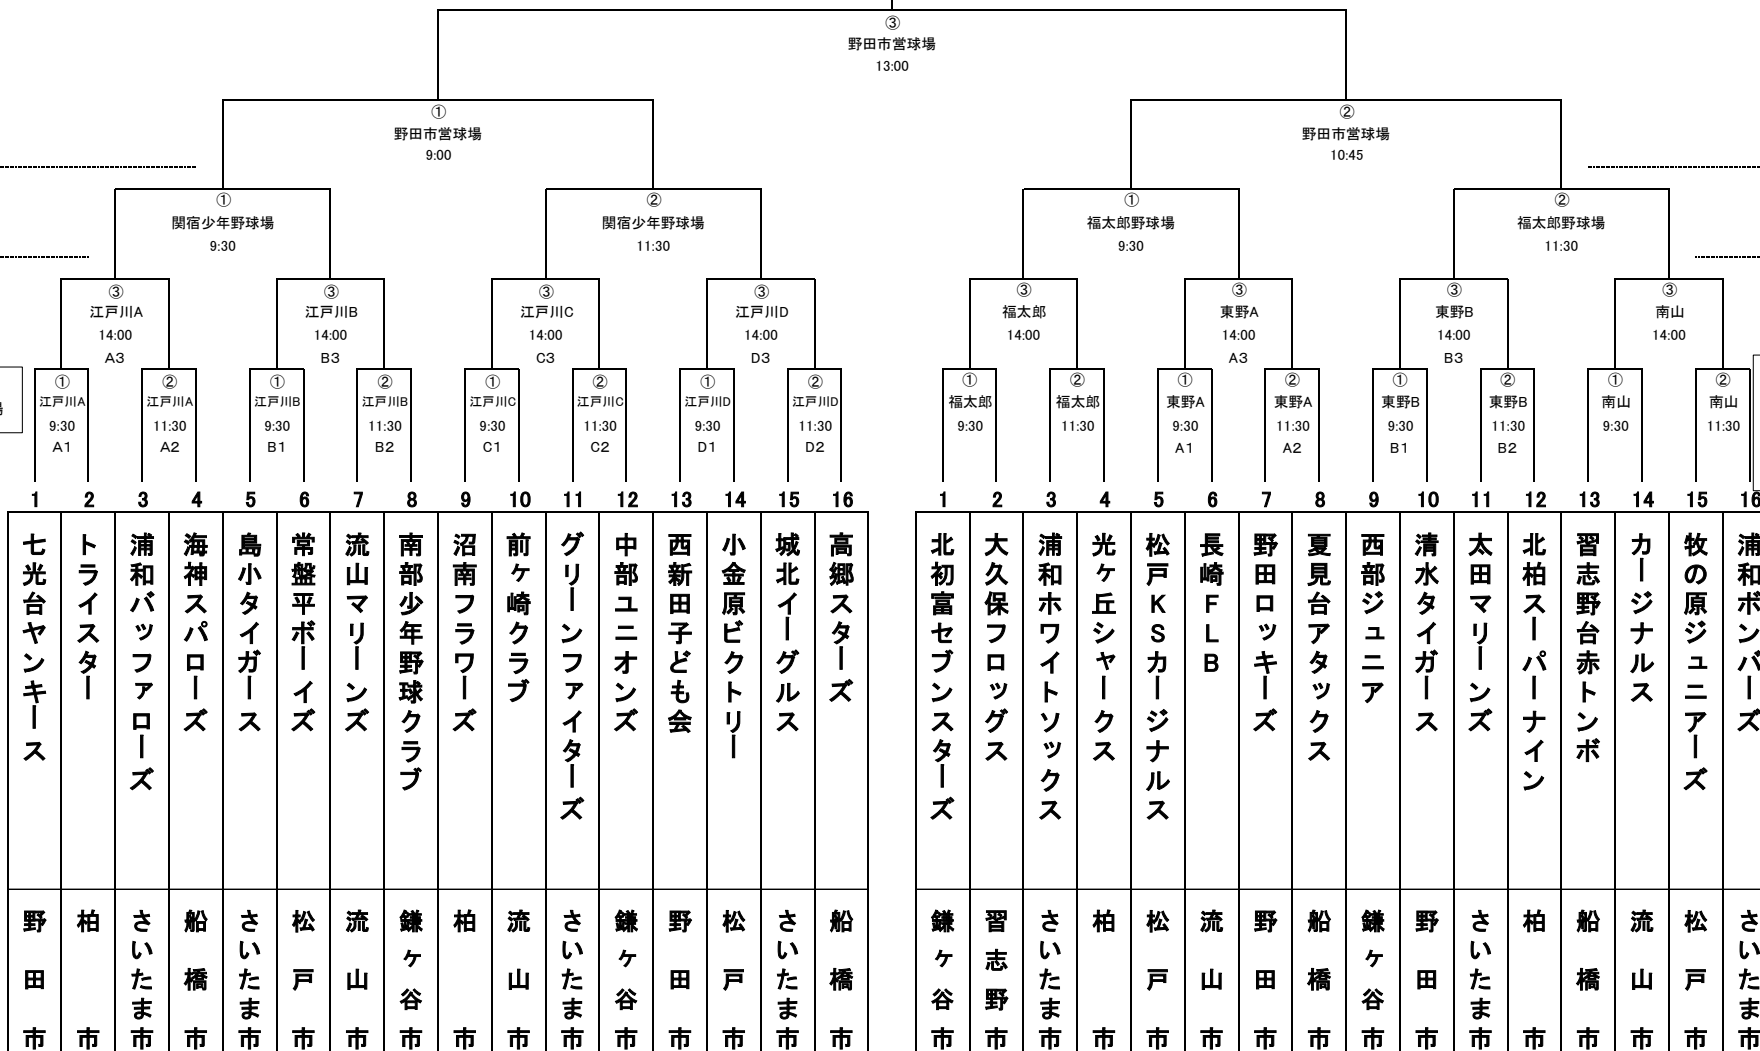 ③
野田市営球場
13:00
①
野田市営球場
9:00
②
野田市営球場
10:45
①
関宿少年野球場
9:30
②
関宿少年野球場
11:30
①
福太郎野球場
9:30
②
福太郎野球場
11:30
③
江戸川A
14:00
A3
③
江戸川B
14:00
B3
③
江戸川C
14:00
C3
③
江戸川D
14:00
D3
③
福太郎
14:00
③
東野A
14:00
A3
③
東野B
14:00
B3
③
南山
14:00
①
江戸川A
9:30
A1
②
江戸川A
11:30
A2
①
江戸川B
9:30
B1
②
江戸川B
11:30
B2
①
江戸川C
9:30
C1
②
江戸川C
11:30
C2
①
江戸川D
9:30
D1
②
江戸川D
11:30
D2
①
福太郎
9:30
②
福太郎
11:30
①
東野A
9:30
A1
②
東野A
11:30
A2
①
東野B
9:30
B1
②
東野B
11:30
B2
①
南山
9:30
②
南山
11:30
1 2 3 4 5 6 7 8 9 10 11 12 13 14 15 16
1 2 3 4 5 6 7 8 9 10 11 12 13 14 15 16
七光台ヤンキース
トライスター
浦和バッファローズ
海神スパローズ
島小タイガース
常盤平ボーイズ
流山マリーンズ
南部少年野球クラブ
沼南フラワーズ
前ヶ崎クラブ
グリーンファイターズ
中部ユニオンズ
西新田子ども会
小金原ビクトリー
城北イーグルス
高郷スターズ
北初富セブンスターズ
大久保フロッグス
浦和ホワイトソックス
光ヶ丘シャークス
松戸KSカージナルス
長崎FLB
野田ロッキーズ
夏見台アタックス
西部ジュニア
清水タイガース
太田マリーンズ
北柏スーパーナイン
習志野台赤トンボ
カージナルス
牧の原ジュニアーズ
浦和ボンバーズ
野田市
柏市
さいたま市
船橋市
さいたま市
松戸市
流山市
鎌ヶ谷市
柏市
流山市
さいたま市
鎌ヶ谷市
野田市
松戸市
さいたま市
船橋市
鎌ヶ谷市
習志野市
さいたま市
柏市
松戸市
流山市
野田市
船橋市
鎌ヶ谷市
野田市
さいたま市
柏市
船橋市
流山市
松戸市
さいたま市